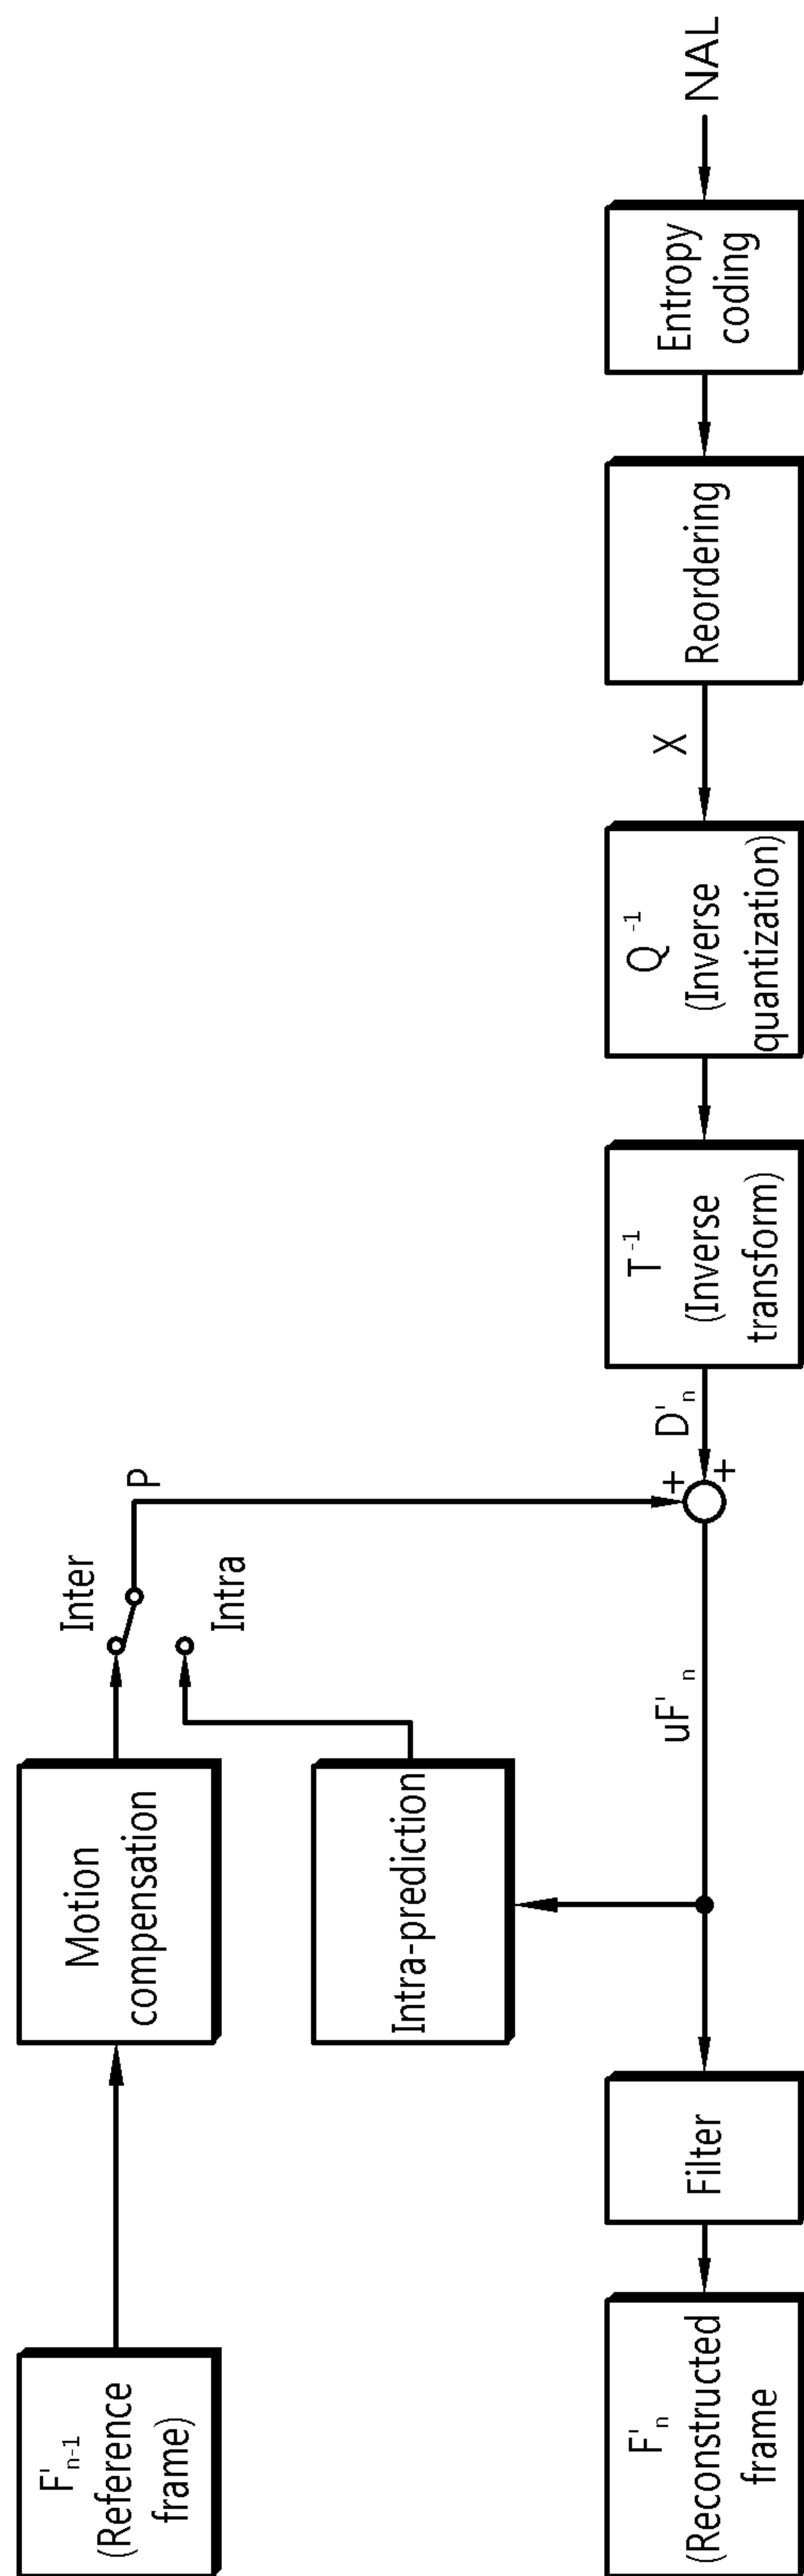 F'n-1
(Reference
frame)
Motion
compensation
Inter
P
Intra
Intra-prediction
F'n
(Reconstructed
frame
Filter
uF'n
+
+
D'n
T-1
(Inverse
transform)
Q-1
(Inverse
quantization)
X
Reordering
Entropy
coding
NAL